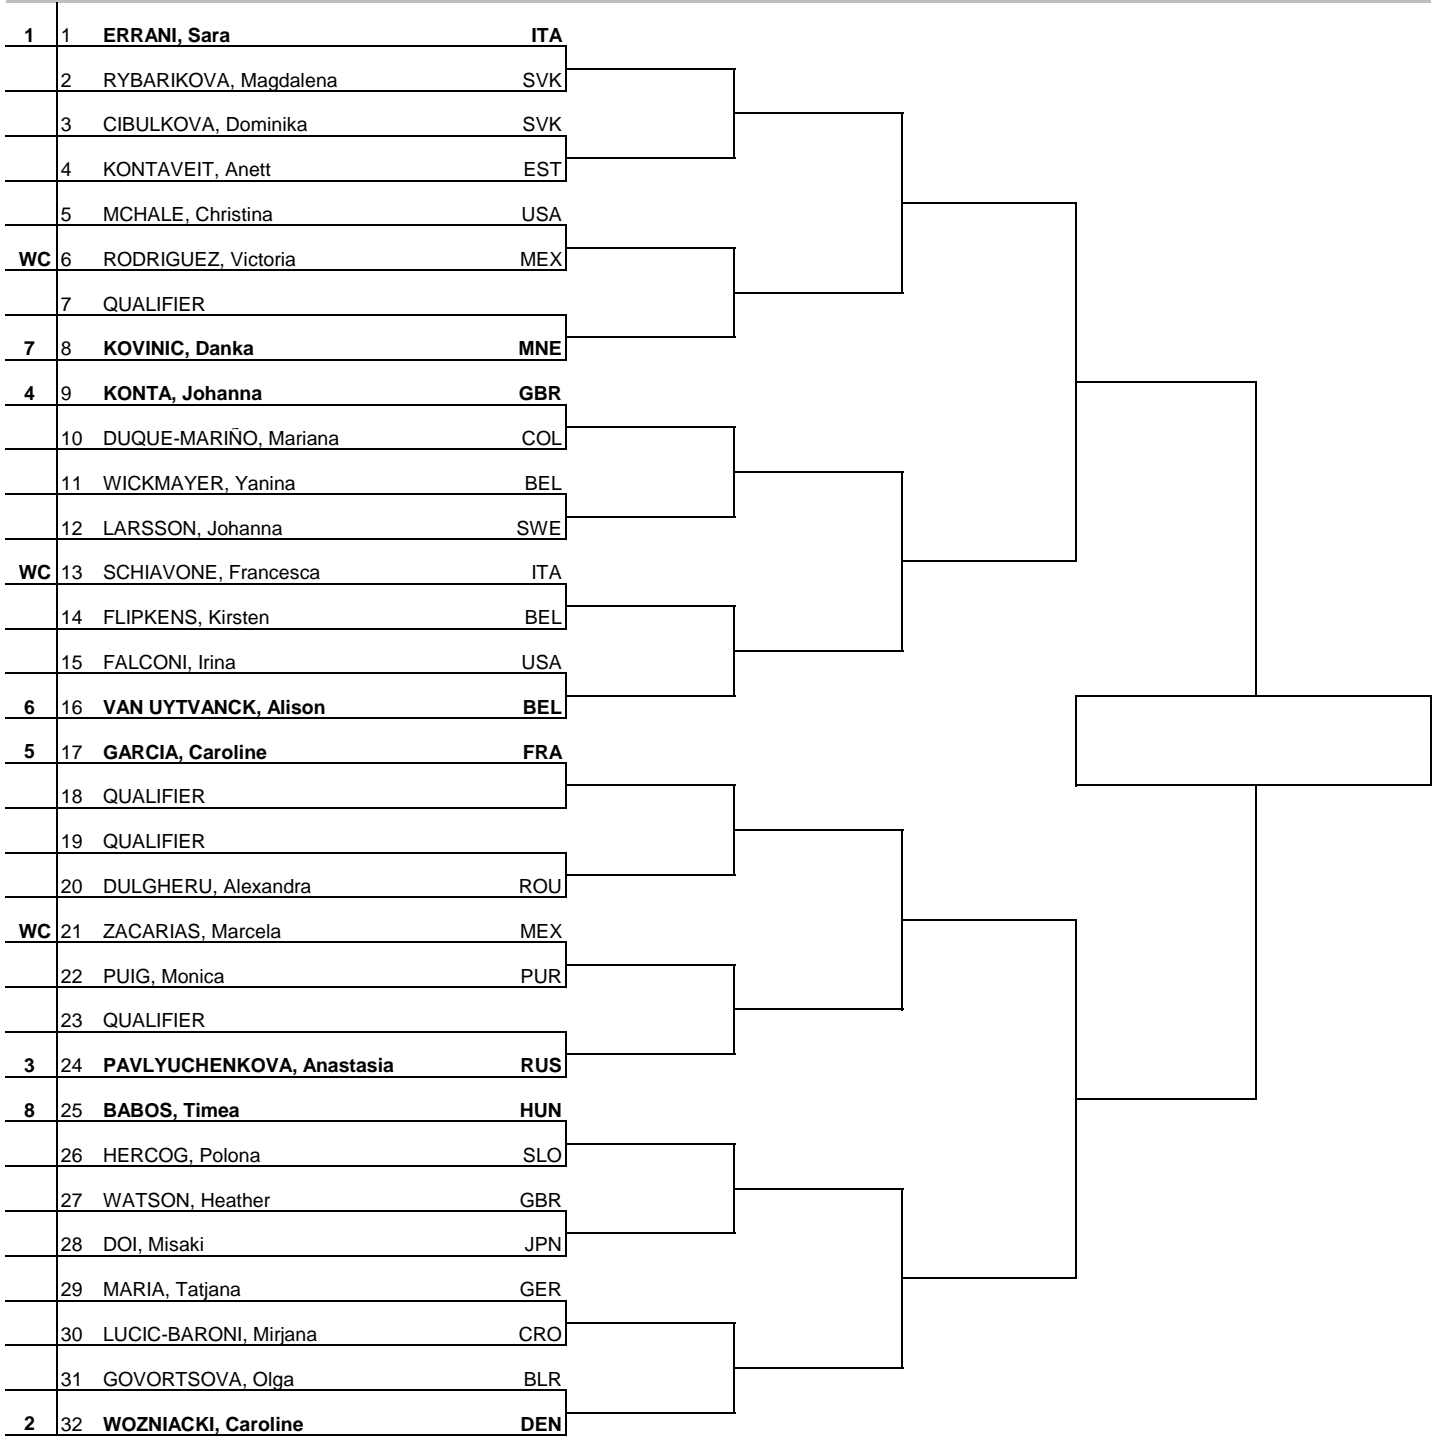 1 1 ERRANI, Sara ITA
2 RYBARIKOVA, Magdalena SVK
3 CIBULKOVA, Dominika SVK
4 KONTAVEIT, Anett EST
5 MCHALE, Christina USA
WC 6 RODRIGUEZ, Victoria MEX
7 QUALIFIER
7 8 KOVINIC, Danka MNE
4 9 KONTA, Johanna GBR
10 DUQUE-MARIÑO, Mariana COL
11 WICKMAYER, Yanina BEL
12 LARSSON, Johanna SWE
WC 13 SCHIAVONE, Francesca ITA
14 FLIPKENS, Kirsten BEL
15 FALCONI, Irina USA
6 16 VAN UYTVANCK, Alison BEL
5 17 GARCIA, Caroline FRA
18 QUALIFIER
19 QUALIFIER
20 DULGHERU, Alexandra ROU
WC 21 ZACARIAS, Marcela MEX
22 PUIG, Monica PUR
23 QUALIFIER
3 24 PAVLYUCHENKOVA, Anastasia RUS
8 25 BABOS, Timea HUN
26 HERCOG, Polona SLO
27 WATSON, Heather GBR
28 DOI, Misaki JPN
29 MARIA, Tatjana GER
30 LUCIC-BARONI, Mirjana CRO
31 GOVORTSOVA, Olga BLR
2 32 WOZNIACKI, Caroline DEN